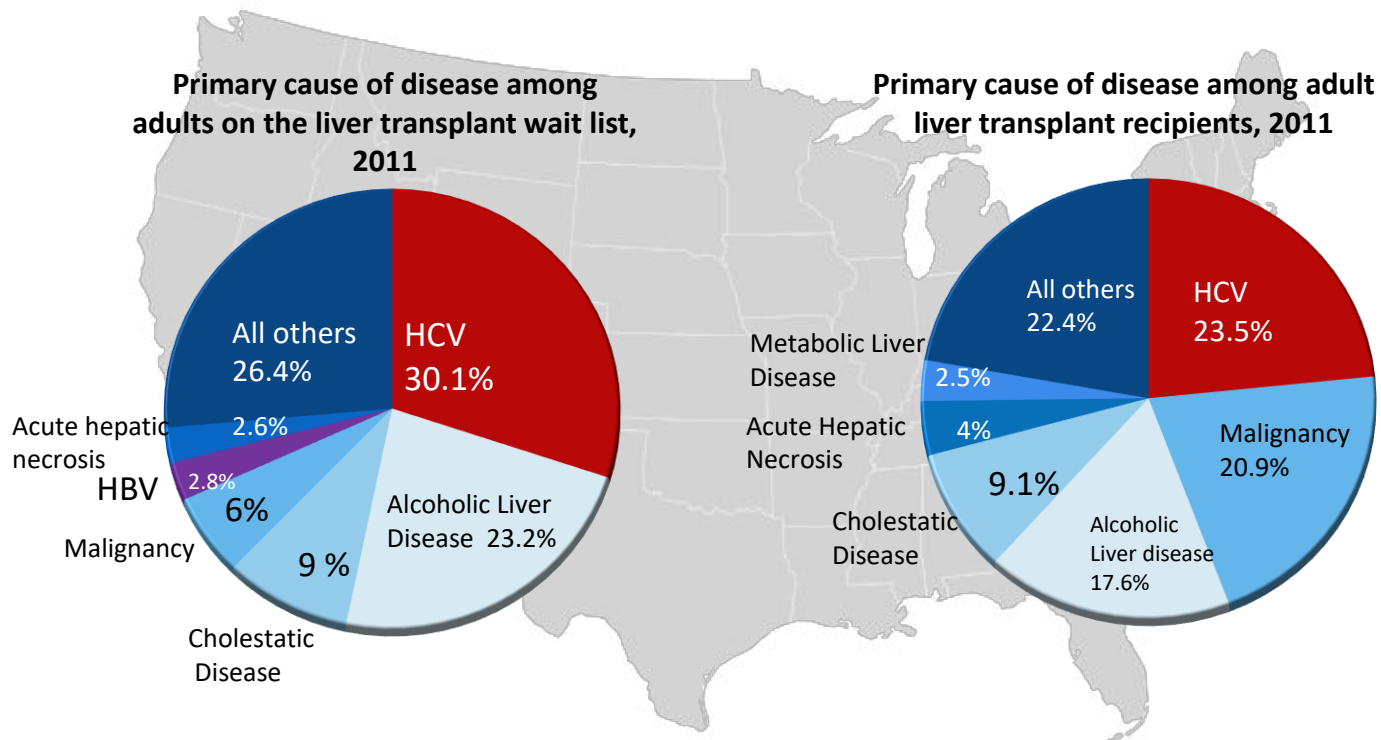 Primary cause of disease among
adults on the liver transplant wait list,
2011
All others
26.4%
HCV
30.1%
2.6%
Acute hepatic
necrosis
2.8%
HBV
6%
Malignancy
9 %
Cholestatic
Disease
Alcoholic Liver
Disease 23.2%
Primary cause of disease among adult
liver transplant recipients, 2011
All others
22.4%
HCV
23.5%
Metabolic Liver
Disease
2.5%
Acute Hepatic
Necrosis
4%
Malignancy
20.9%
9.1%
Cholestatic
Disease
Alcoholic
Liver disease
17.6%